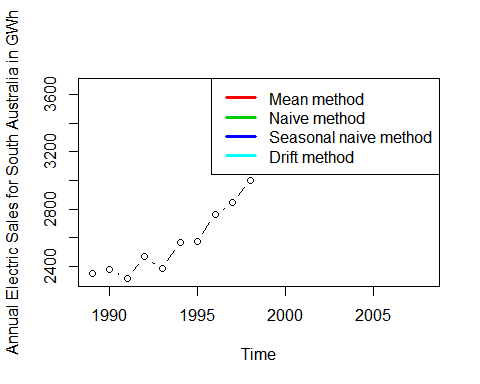 Annual Electric Sales for South Australia in GWh
3600
3200
2800
2400
Mean method
Naive method
Seasonal naive method
Drift method
1990 1995 2000 2005
Time